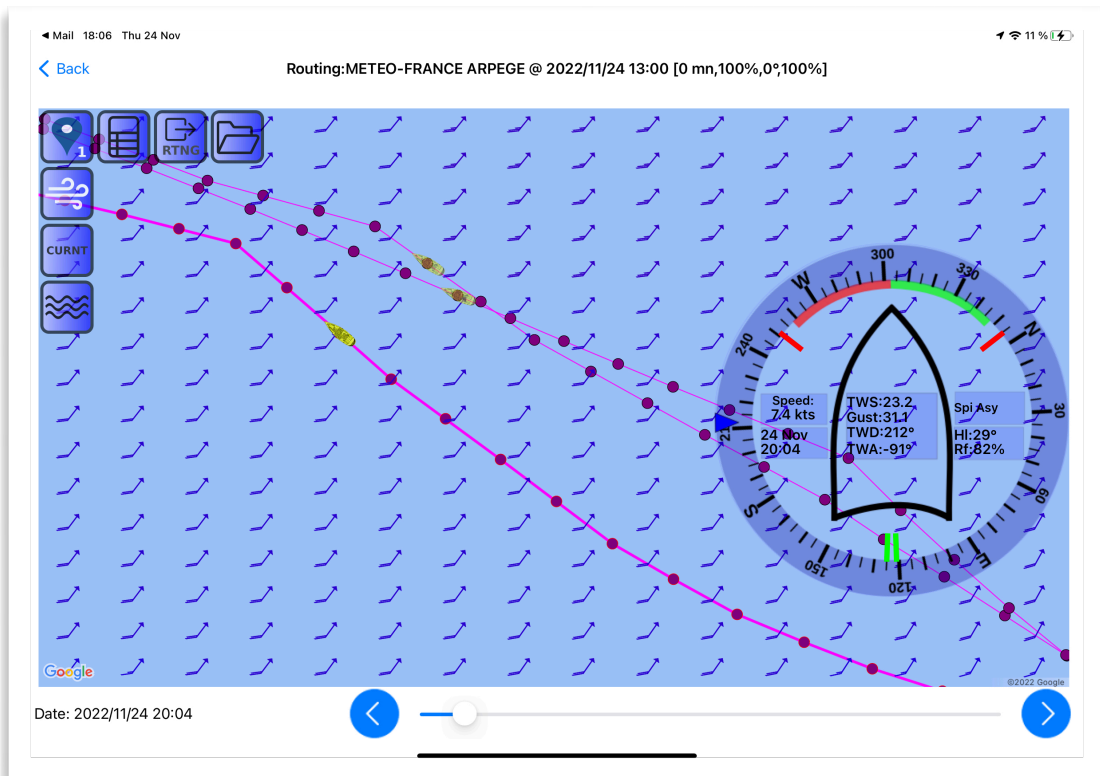 Mail 18:06 Thu 24 Nov
11 %
Back
Routing:METEO-FRANCE ARPEGE @ 2022/11/24 13:00 [0 mn,100%,0°,100%]
1
RTNG
CURNT
300
330
W
N
240
30
21
S
60
150
E
120
Speed:
7.4 kts
24 Nov
20:04
TWS:23.2
Gust:31.1
TWD:212°
TWA:-91°
Spi Asy
Hl:29°
Rf:82%
Google
©2022 Google
Date: 2022/11/24 20:04